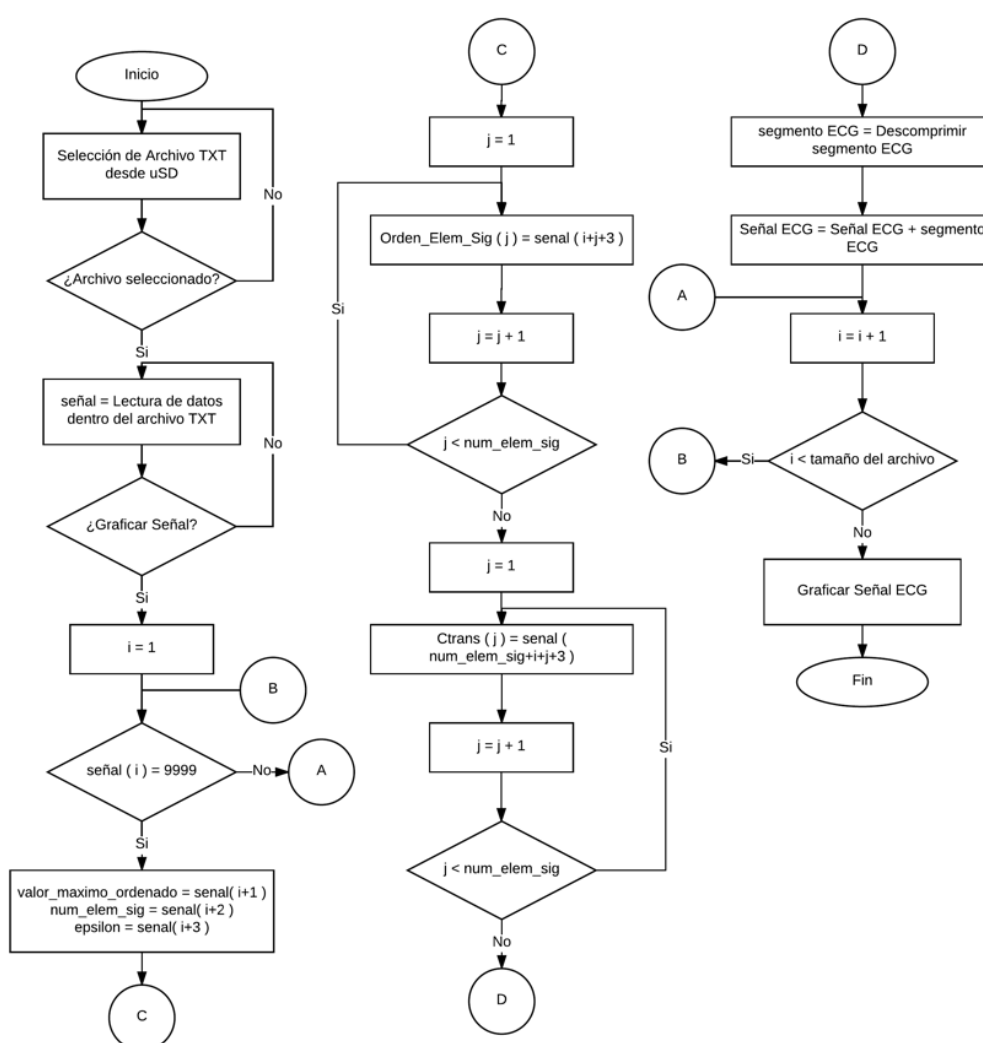 Inicio
Selección de Archivo TXT
desde uSD
No
¿Archivo seleccionado?
Si
señal = Lectura de datos
dentro del archivo TXT
No
¿Graficar Señal?
Si
i = 1
B
señal ( i ) = 9999
No
A
Si
valor_maximo_ordenado = senal( i+1 )
num_elem_sig = senal( i+2 )
epsilon = senal( i+3 )
C
C
j = 1
Orden_Elem_Sig ( j ) = senal ( i+j+3 )
Si
j = j + 1
j < num_elem_sig
No
j = 1
Ctrans ( j ) = senal (
num_elem_sig+i+j+3 )
j = j + 1
Si
j < num_elem_sig
No
D
D
segmento ECG = Descomprimir
segmento ECG
Señal ECG = Señal ECG + segmento
ECG
A
i = i + 1
B
Si
i < tamaño del archivo
No
Graficar Señal ECG
Fin